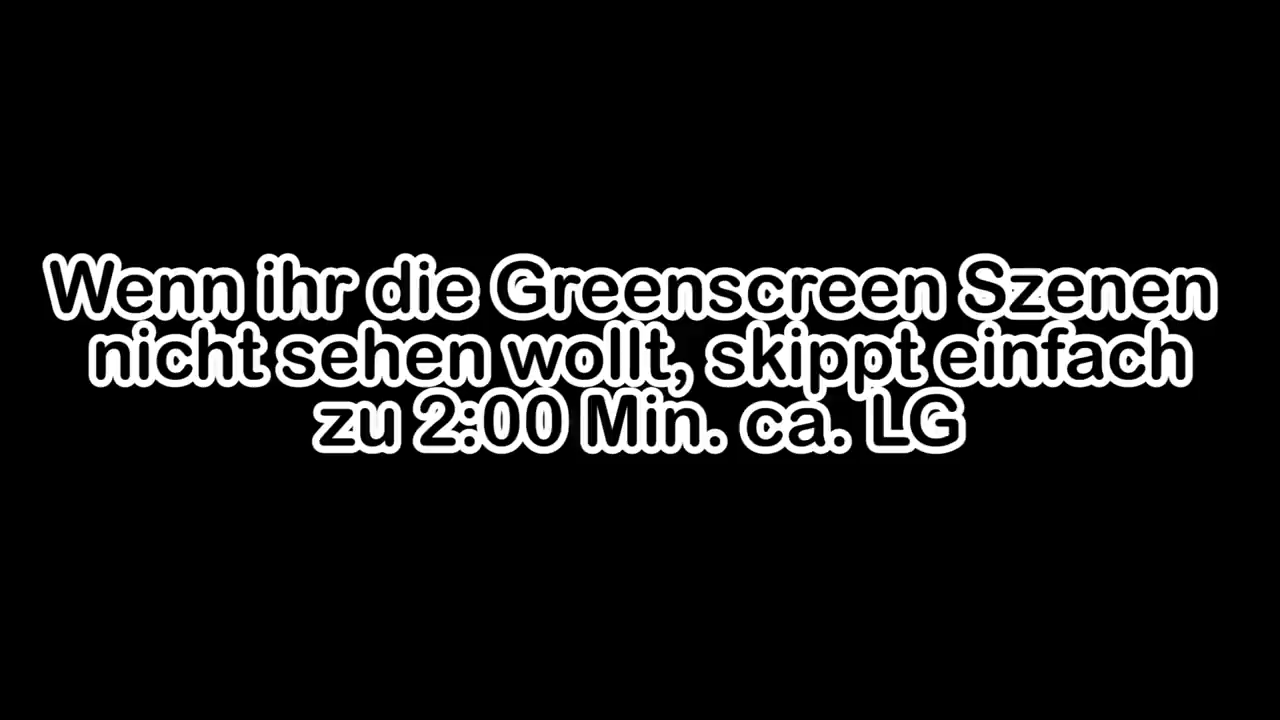 Wenn ihr die Greenscreen Szenen
nicht sehen wollt, skippt einfach
zu 2:00 Min. ca. LG